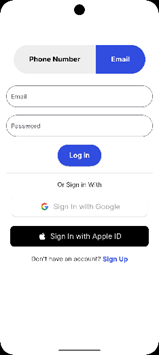 Phone Number Email
Email
Password
Log in
Or Sign in With
Sign In with Google
Sign In with Apple ID
Don't have an account? Sign Up